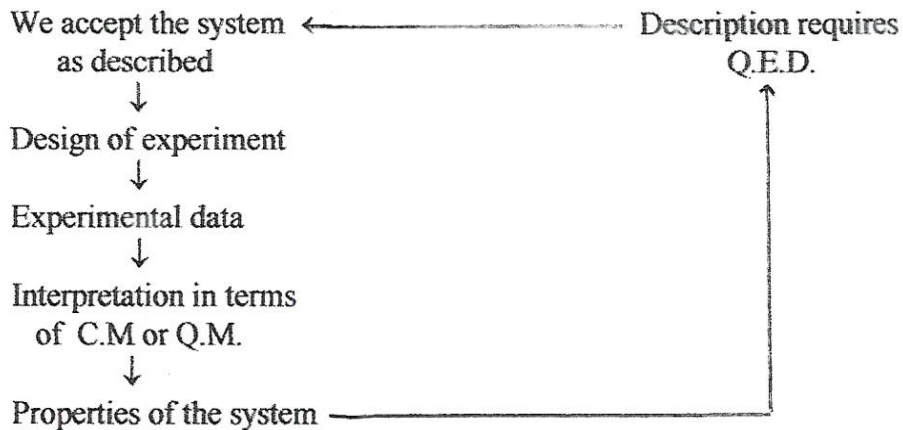 We accept the system
as described
Description requires
Q.E.D.
Design of experiment
Experimental data
Interpretation in terms
of C.M or Q.M.
Properties of the system